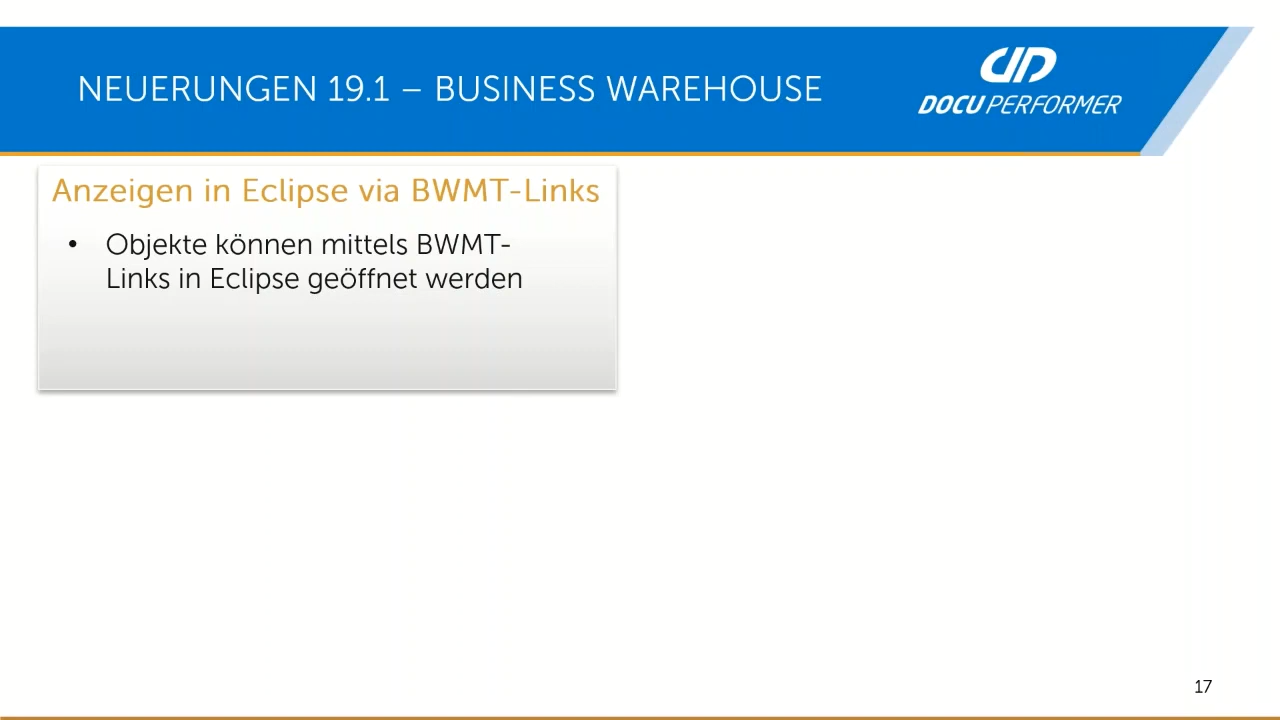 NEUERUNGEN 19.1 – BUSINESS WAREHOUSE
DOCU PERFORMER
Anzeigen in Eclipse via BWMT-Links
• Objekte können mittels BWMT-
Links in Eclipse geöffnet werden
17